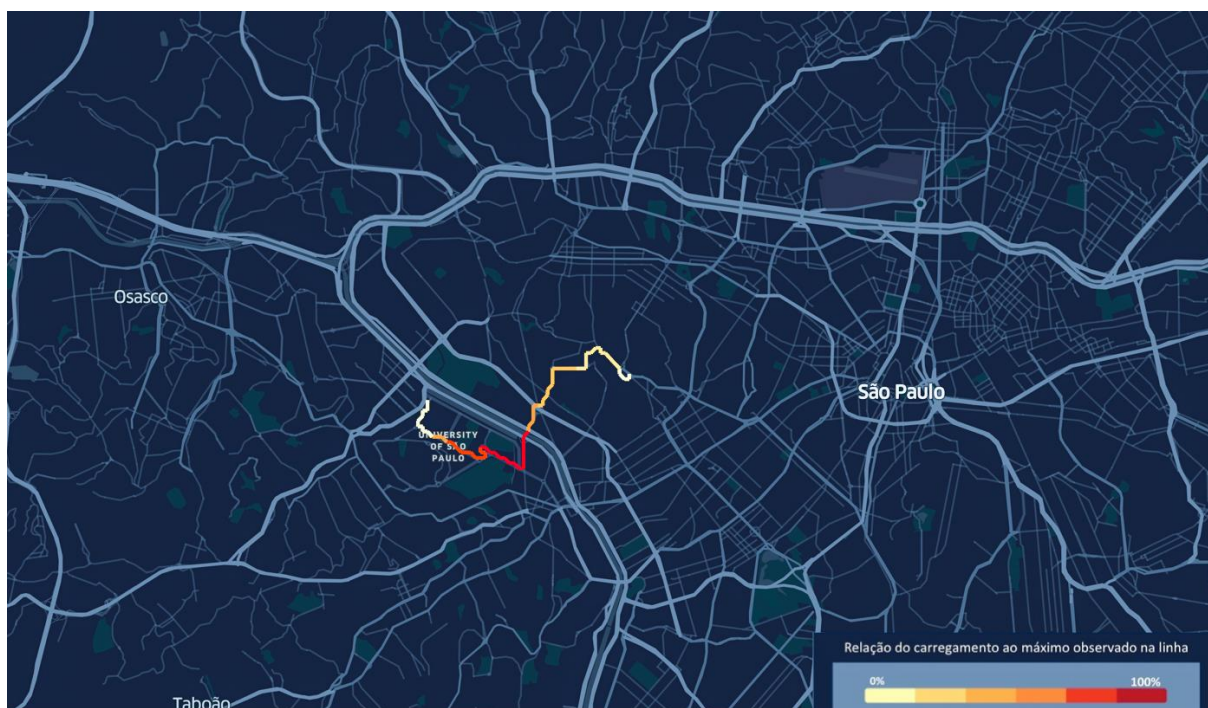 Osasco
São Paulo
UNIVERSITY
OF SÃO
PAULO
Relação do carregamento ao máximo observado na linha
0%
100%
Taboão